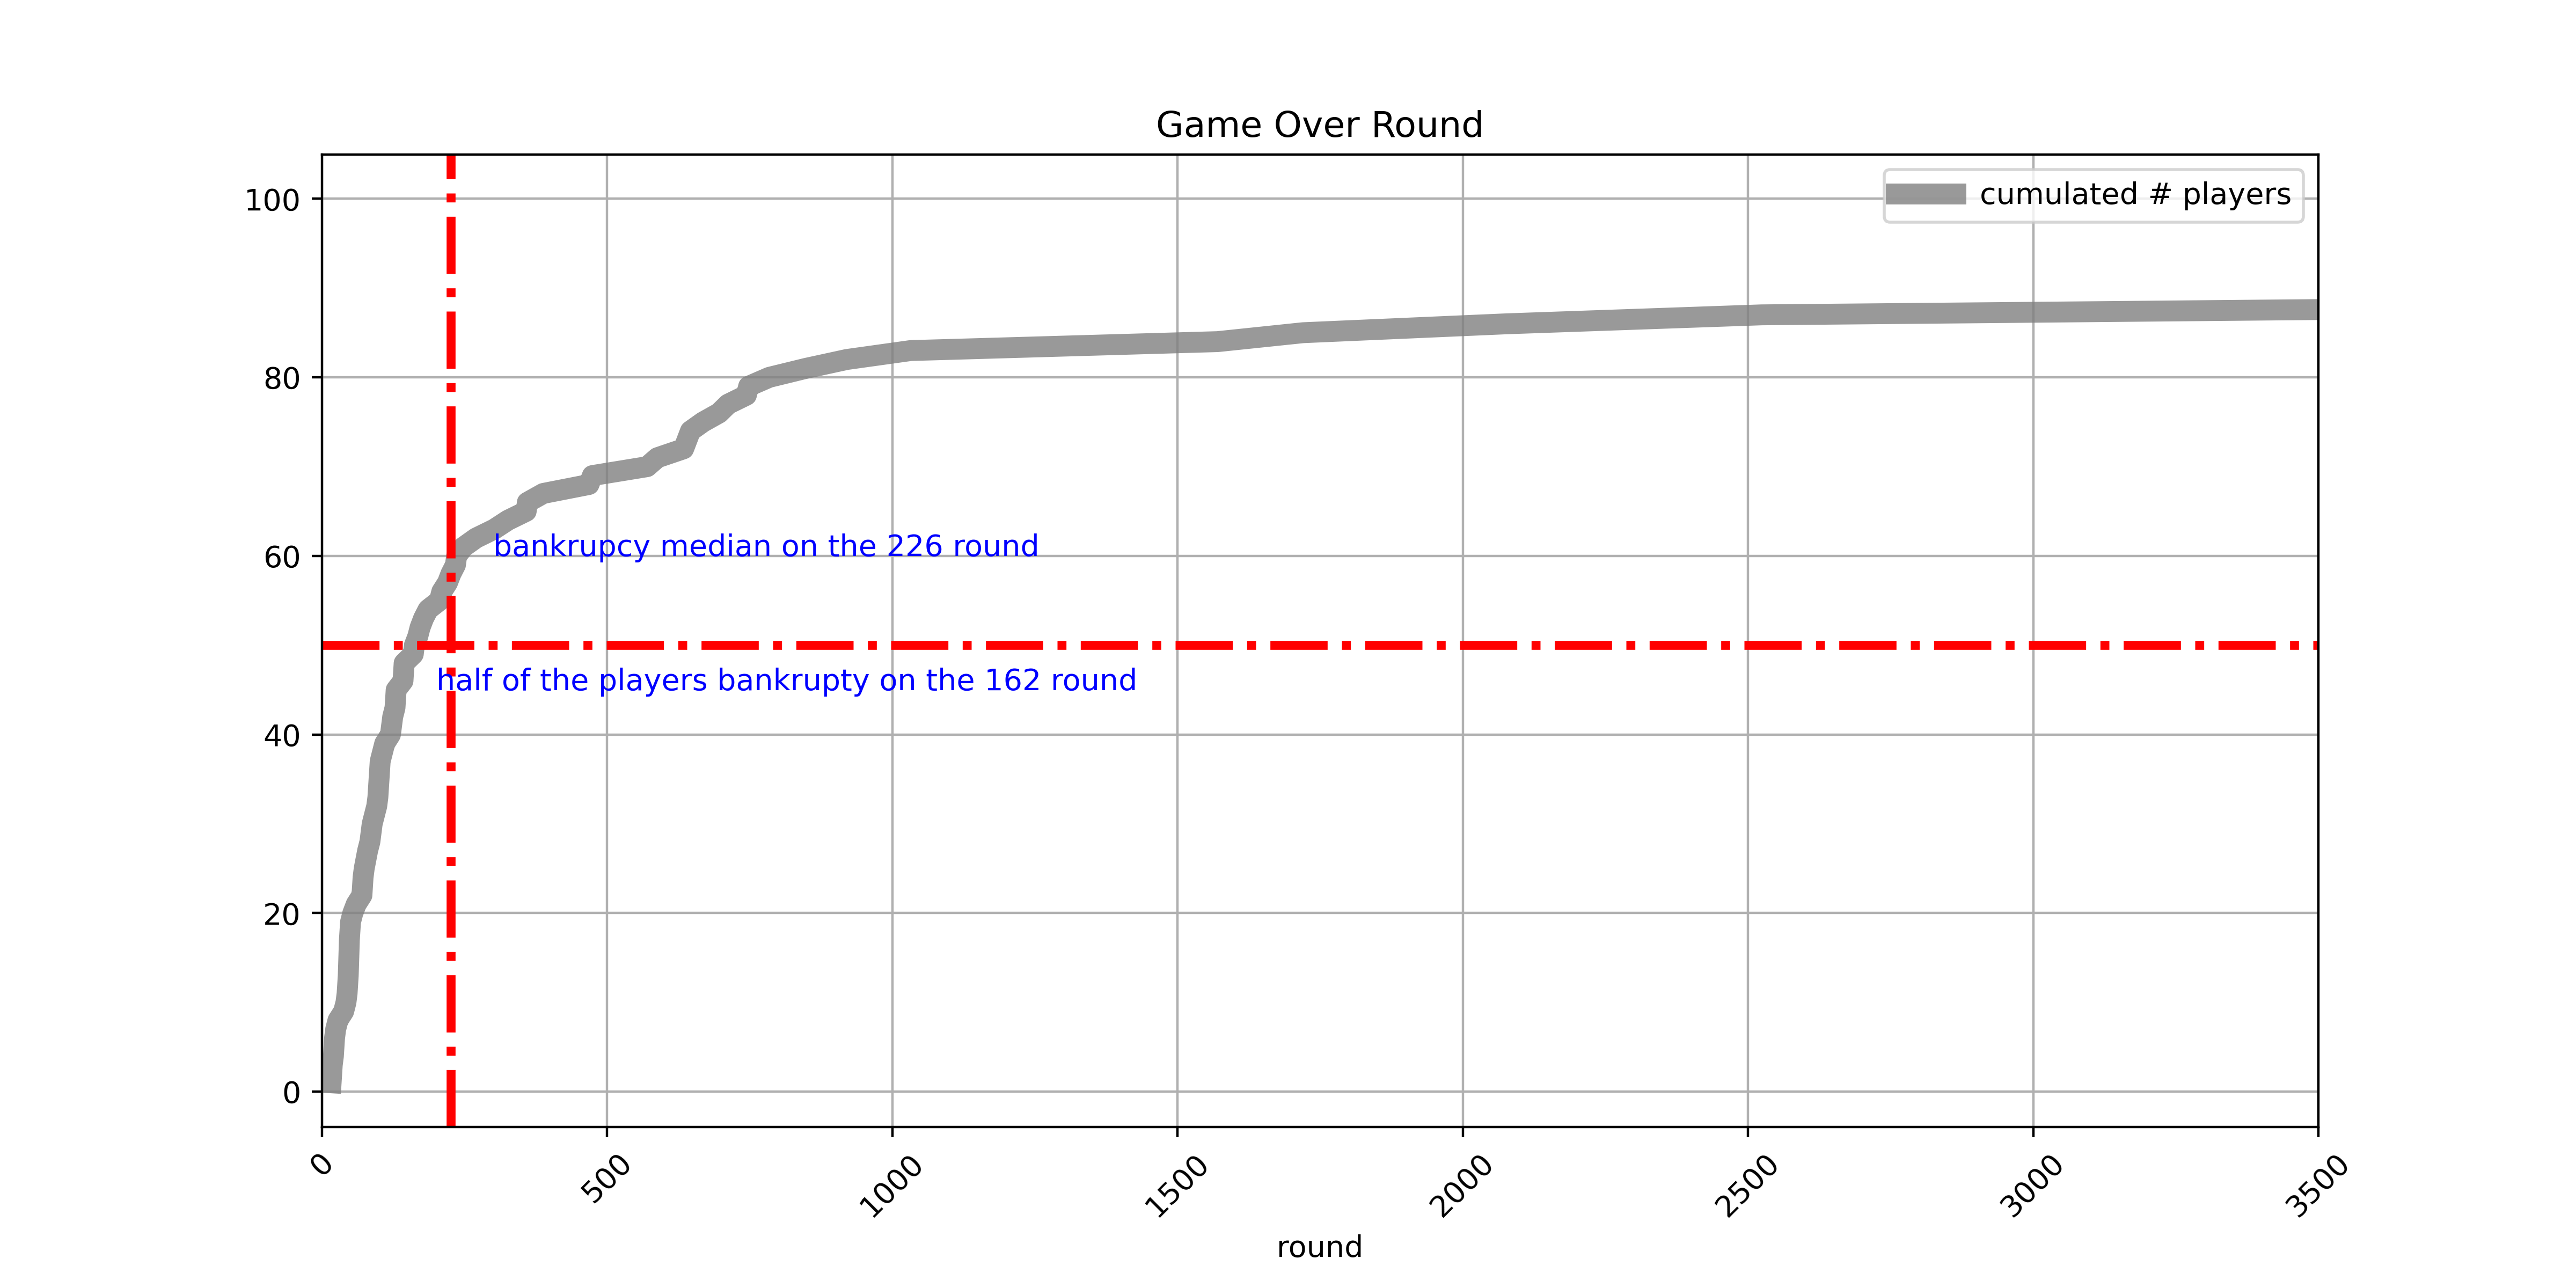 Game Over Round
cumulated # players
100
80
60
40
20
0
bankrupcy median on the 226 round
half of the players bankrupty on the 162 round
0
500
1000
1500
2000
2500
3000
3500
round